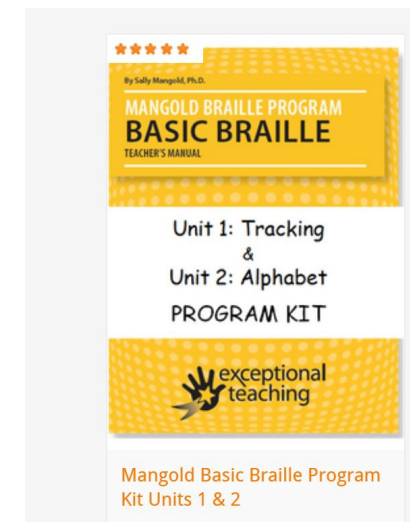 By Sally Mangold, Ph.D.
MANGOLD BRAILLE PROGRAM
BASIC BRAILLE
TEACHER'S MANUAL
Unit 1: Tracking
&
Unit 2: Alphabet
PROGRAM KIT
exceptional
teaching
Mangold Basic Braille Program
Kit Units 1 & 2